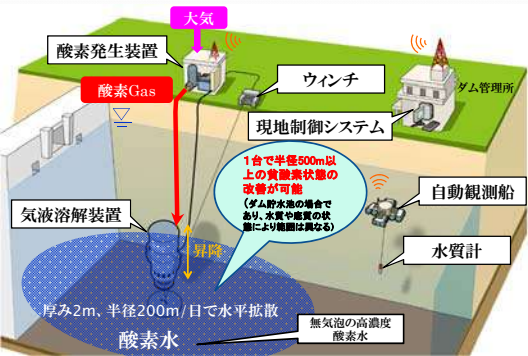 大気
酸素発生装置
酸素Gas
ウィンチ
ダム管理所
現地制御システム
1台で半径500m以
上の貧酸素状態の
改善が可能
(ダム貯水池の場合で
あり、水質や底質の状
態により範囲は異なる)
自動観測船
気液溶解装置
昇降
水質計
厚み2m、半径200m/日で水平拡散
酸素水
無気泡の高濃度
酸素水